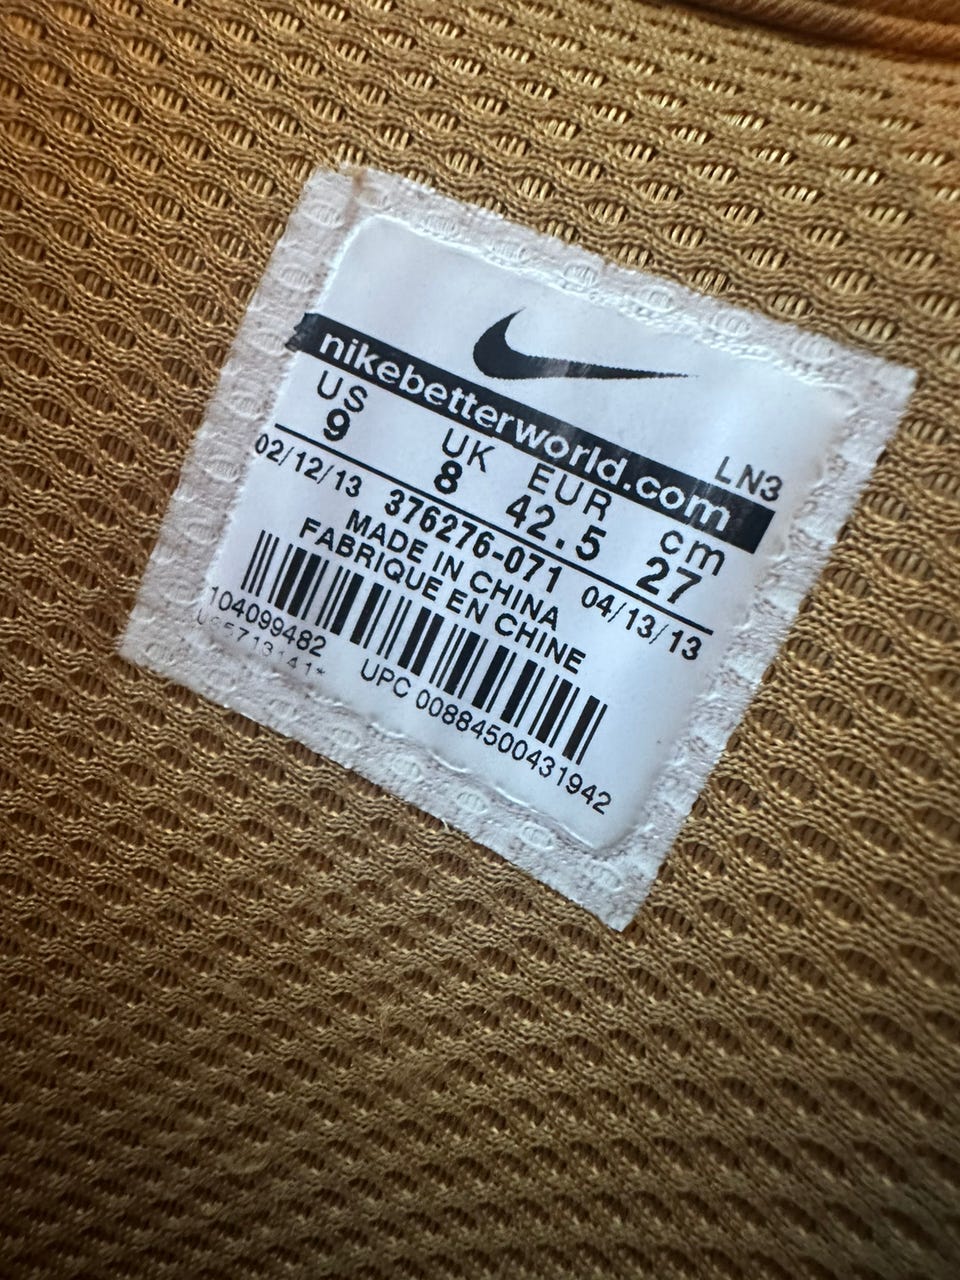 nikebetterworld.com
LN3
US UK EUR cm
9 8 42.5 27
02/12/13 376276-071 04/13/13
MADE IN CHINA
FABRIQUE EN CHINE
104099482 UPC 00884500431942